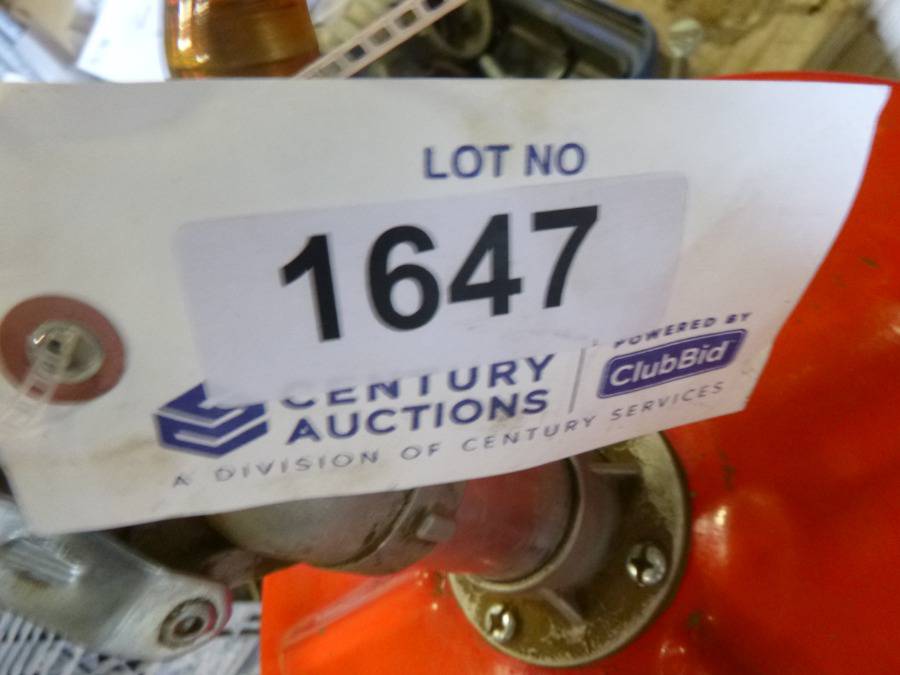 LOT NO
1647
CENTURY
AUCTIONS
POWERED BY
ClubBid
A DIVISION OF CENTURY SERVICES